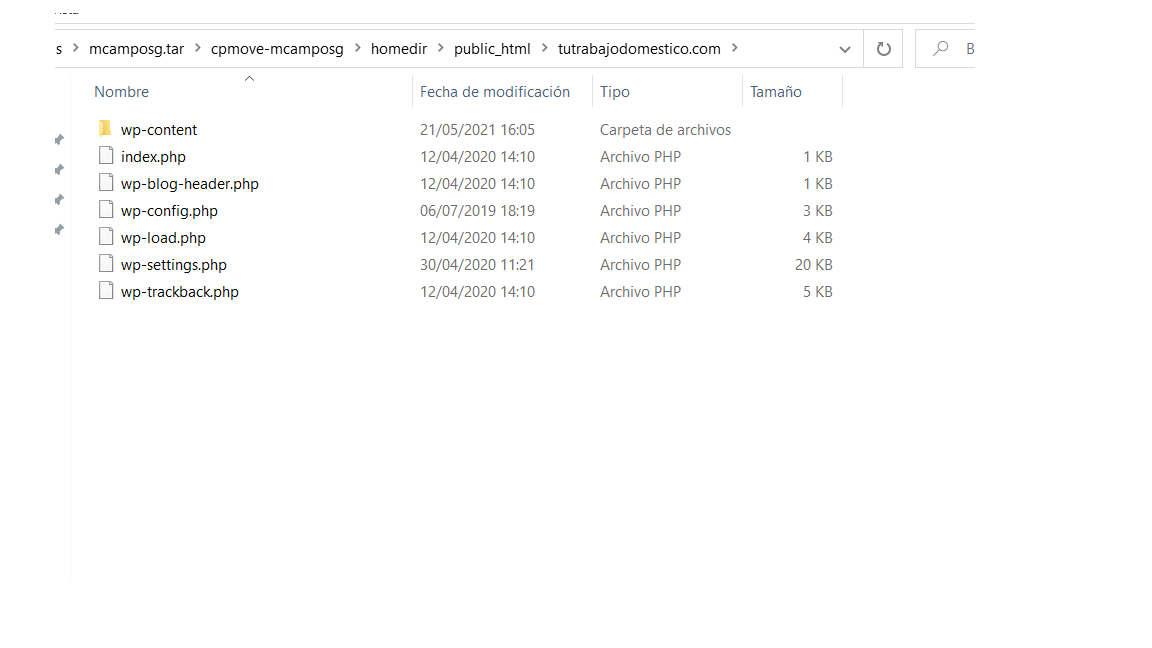 s > mcamposg.tar > cpmove-mcamposg > homedir > public_html > tutrabajodomestico.com > B
Nombre Fecha de modificación Tipo Tamaño
wp-content 21/05/2021 16:05 Carpeta de archivos
index.php 12/04/2020 14:10 Archivo PHP 1 KB
wp-blog-header.php 12/04/2020 14:10 Archivo PHP 1 KB
wp-config.php 06/07/2019 18:19 Archivo PHP 3 KB
wp-load.php 12/04/2020 14:10 Archivo PHP 4 KB
wp-settings.php 30/04/2020 11:21 Archivo PHP 20 KB
wp-trackback.php 12/04/2020 14:10 Archivo PHP 5 KB